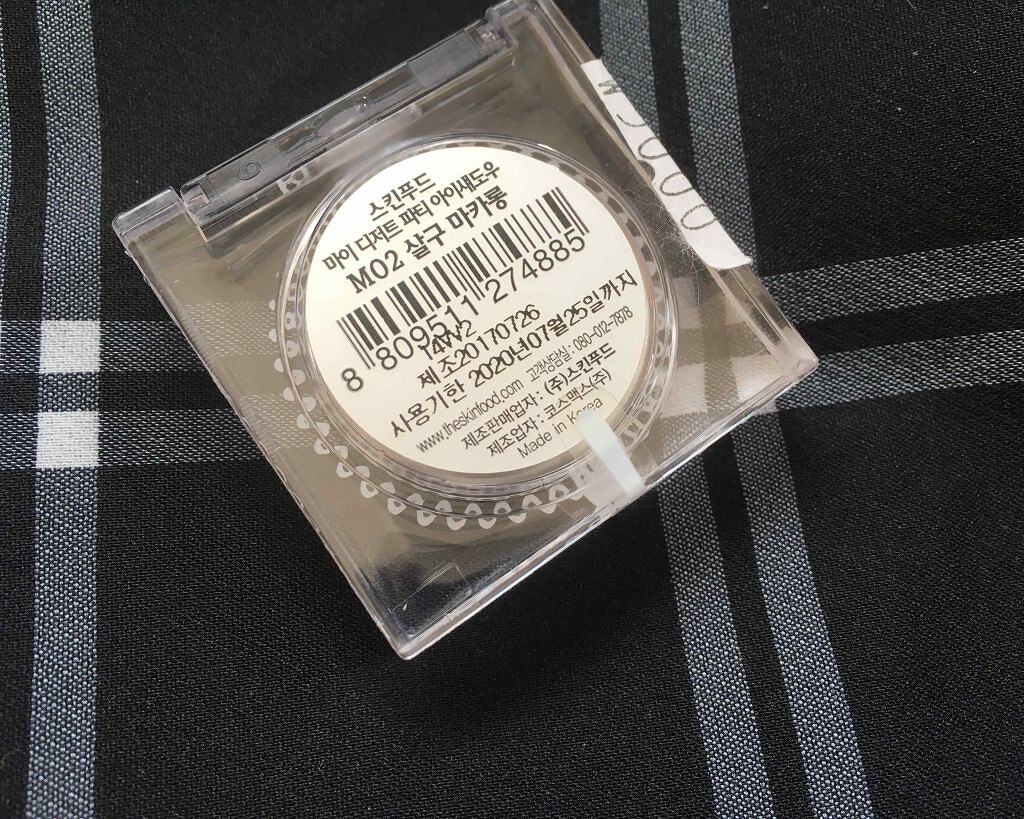 스킨푸드
마이 디저트 파티 아이섀도우
M02 살구 마카롱
8 809511 274885
14W2
제조20170726
사용기한 2020년07월25일까지
www.theskinfood.com 고객상담실 : 080-012-7878
제조판매업자 : (주)스킨푸드
제조업자 : 코스맥스(주)
Made in Korea